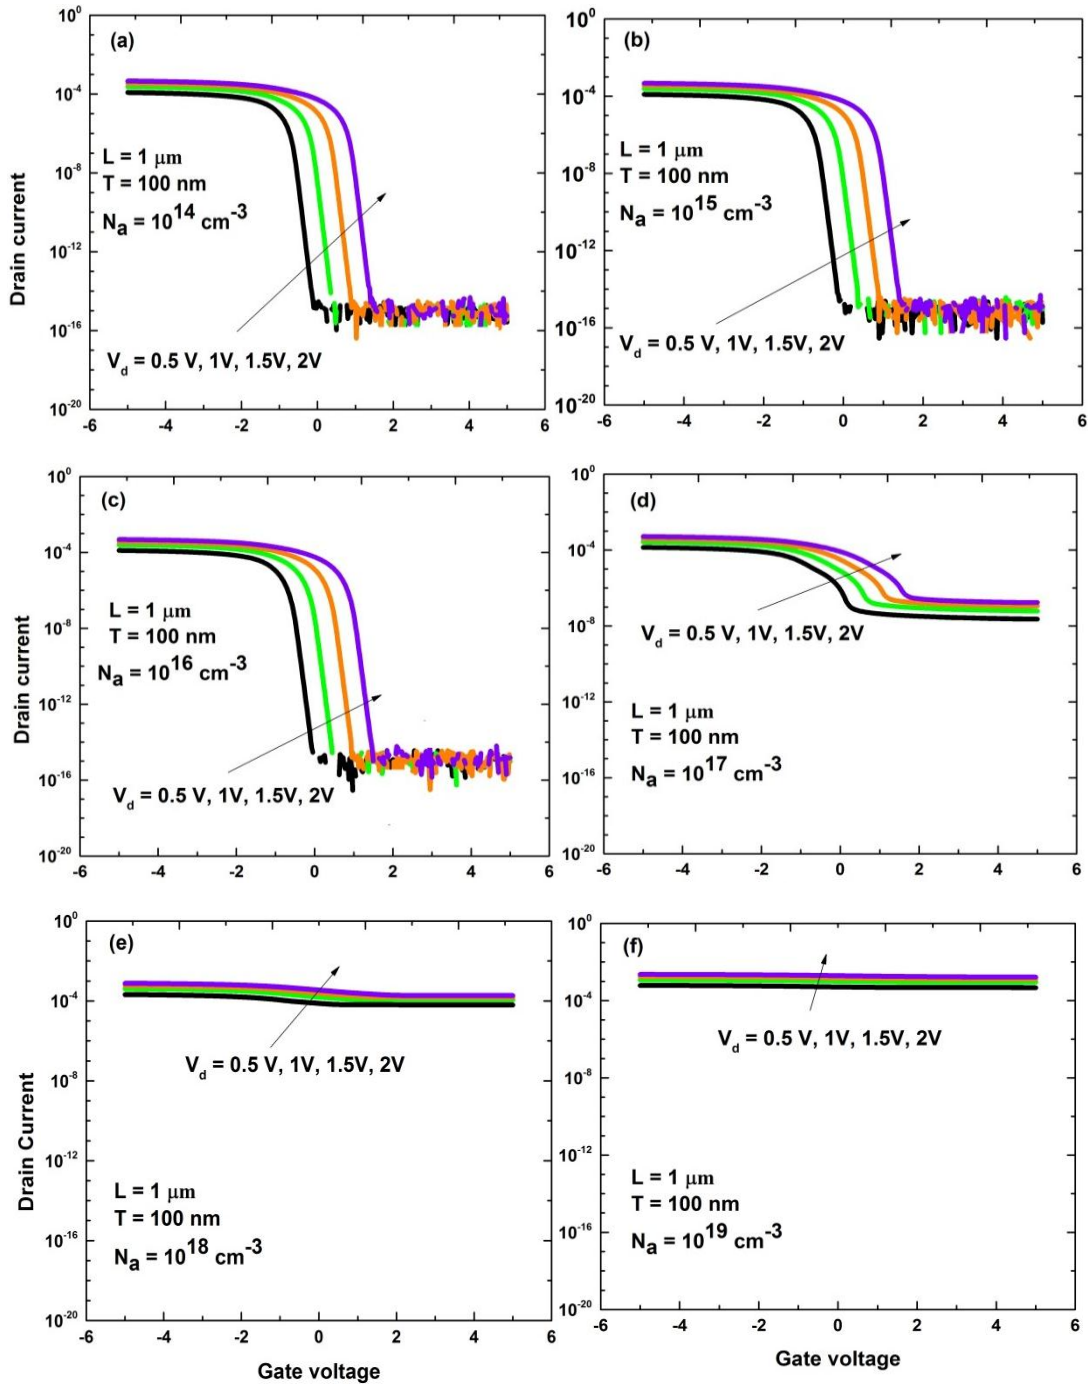 (a)
10^0
10^-4
10^-8
10^-12
10^-16
10^-20
Drain current
L = 1 μm
T = 100 nm
N_a = 10^14 cm^-3
V_d = 0.5 V, 1V, 1.5V, 2V
-6 -4 -2 0 2 4 6
(b)
10^0
10^-4
10^-8
10^-12
10^-16
10^-20
L = 1 μm
T = 100 nm
N_a = 10^15 cm^-3
V_d = 0.5 V, 1V, 1.5V, 2V
-6 -4 -2 0 2 4 6
(c)
10^0
10^-4
10^-8
10^-12
10^-16
10^-20
Drain current
L = 1 μm
T = 100 nm
N_a = 10^16 cm^-3
V_d = 0.5 V, 1V, 1.5V, 2V
-6 -4 -2 0 2 4 6
(d)
10^0
10^-4
10^-8
10^-12
10^-16
10^-20
V_d = 0.5 V, 1V, 1.5V, 2V
L = 1 μm
T = 100 nm
N_a = 10^17 cm^-3
-6 -4 -2 0 2 4 6
(e)
10^0
10^-4
10^-8
10^-12
10^-16
10^-20
Drain Current
V_d = 0.5 V, 1V, 1.5V, 2V
L = 1 μm
T = 100 nm
N_a = 10^18 cm^-3
-6 -4 -2 0 2 4 6
Gate voltage
(f)
10^0
10^-4
10^-8
10^-12
10^-16
10^-20
V_d = 0.5 V, 1V, 1.5V, 2V
L = 1 μm
T = 100 nm
N_a = 10^19 cm^-3
-6 -4 -2 0 2 4 6
Gate voltage